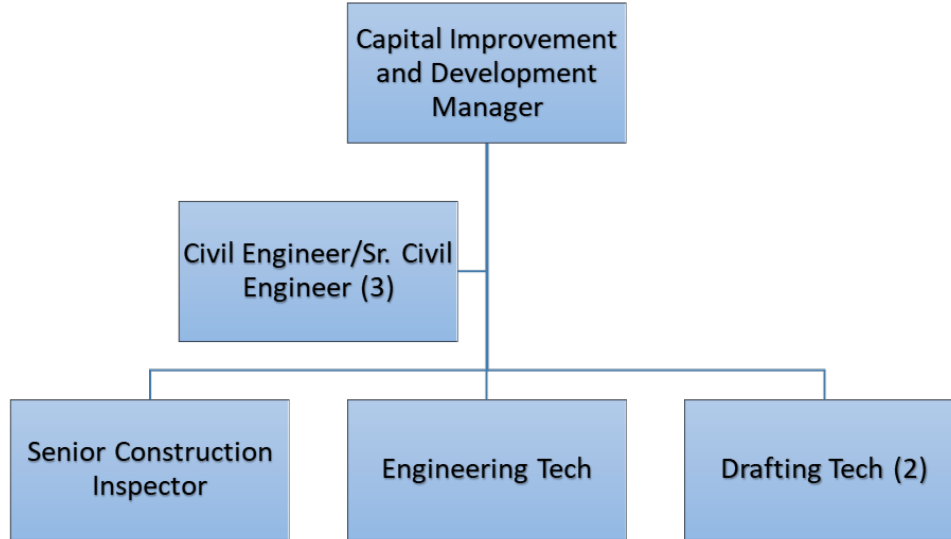 Capital Improvement
and Development
Manager
Civil Engineer/Sr. Civil
Engineer (3)
Senior Construction
Inspector
Engineering Tech
Drafting Tech (2)